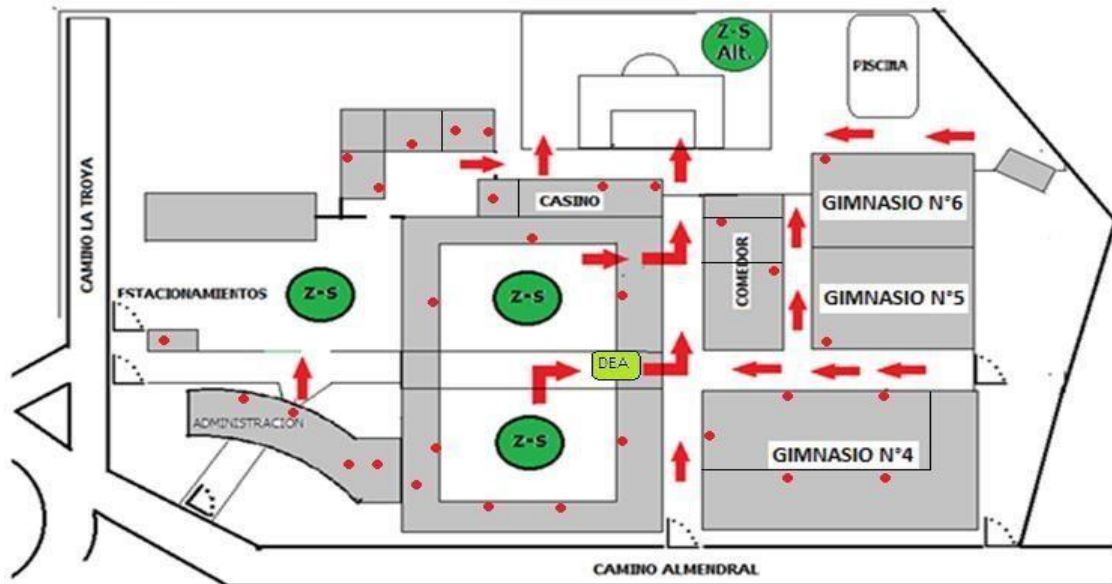 Z-S
Alt.
PISCINA
CAMINO LA TROYA
CASINO
GIMNASIO N°6
COMEDOR
ESTACIONAMIENTOS
Z-S
Z-S
GIMNASIO N°5
DEA
ADMINISTRACION
Z-S
GIMNASIO N°4
CAMINO ALMENDRAL